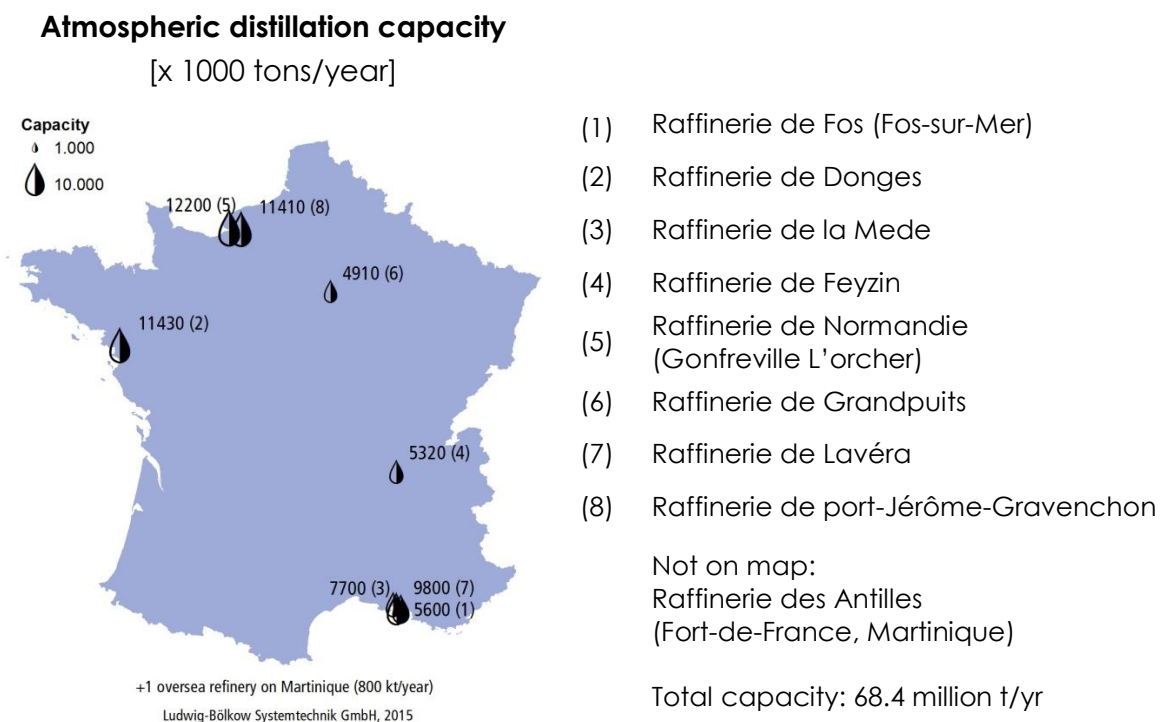 Atmospheric distillation capacity
[x 1000 tons/year]
Capacity
1.000
10.000
12200 (5)
11410 (8)
4910 (6)
11430 (2)
5320 (4)
7700 (3)
9800 (7)
5600 (1)
+1 oversea refinery on Martinique (800 kt/year)
Ludwig-Bölkow Systemtechnik GmbH, 2015
(1) Raffinerie de Fos (Fos-sur-Mer)
(2) Raffinerie de Donges
(3) Raffinerie de la Mede
(4) Raffinerie de Feyzin
(5) Raffinerie de Normandie
(Gonfreville L'orcher)
(6) Raffinerie de Grandpuits
(7) Raffinerie de Lavéra
(8) Raffinerie de port-Jérôme-Gravenchon
Not on map:
Raffinerie des Antilles
(Fort-de-France, Martinique)
Total capacity: 68.4 million t/yr